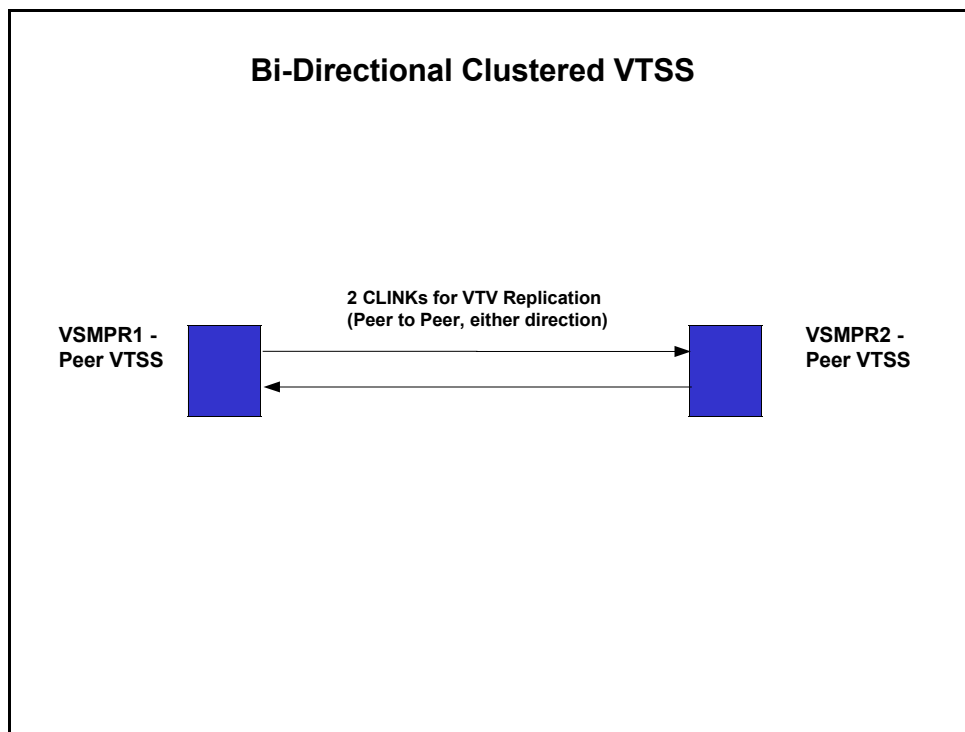 Bi-Directional Clustered VTSS
2 CLINKs for VTV Replication
(Peer to Peer, either direction)
VSMPR1 -
Peer VTSS
VSMPR2 -
Peer VTSS